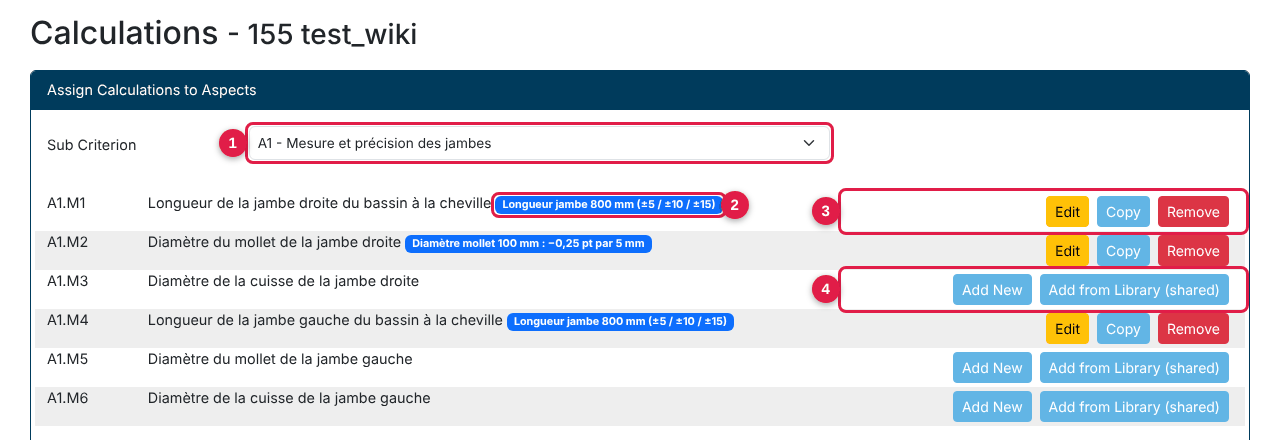 Calculations - 155 test_wiki
Assign Calculations to Aspects
Sub Criterion 1 A1 - Mesure et précision des jambes
A1.M1 Longueur de la jambe droite du bassin à la cheville Longueur jambe 800 mm (±5 / ±10 / ±15) 2 3 Edit Copy Remove
A1.M2 Diamètre du mollet de la jambe droite Diamètre mollet 100 mm : −0,25 pt par 5 mm Edit Copy Remove
A1.M3 Diamètre de la cuisse de la jambe droite 4 Add New Add from Library (shared)
A1.M4 Longueur de la jambe gauche du bassin à la cheville Longueur jambe 800 mm (±5 / ±10 / ±15) Edit Copy Remove
A1.M5 Diamètre du mollet de la jambe gauche Add New Add from Library (shared)
A1.M6 Diamètre de la cuisse de la jambe gauche Add New Add from Library (shared)